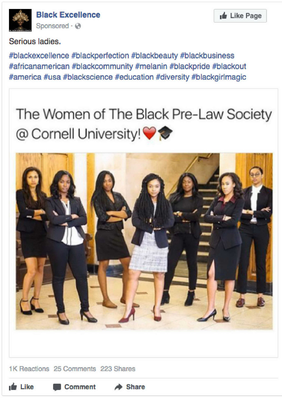 Black Excellence
Sponsored ·
Like Page
Serious ladies.
#blackexcellence #blackperfection #blackbeauty #blackbusiness
#africanamerican #blackcommunity #melanin #blackpride #blackout
#america #usa #blackscience #education #diversity #blackgirlmagic
The Women of The Black Pre-Law Society
@ Cornell University!❤️🎓
1K Reactions 25 Comments 223 Shares
Like Comment Share